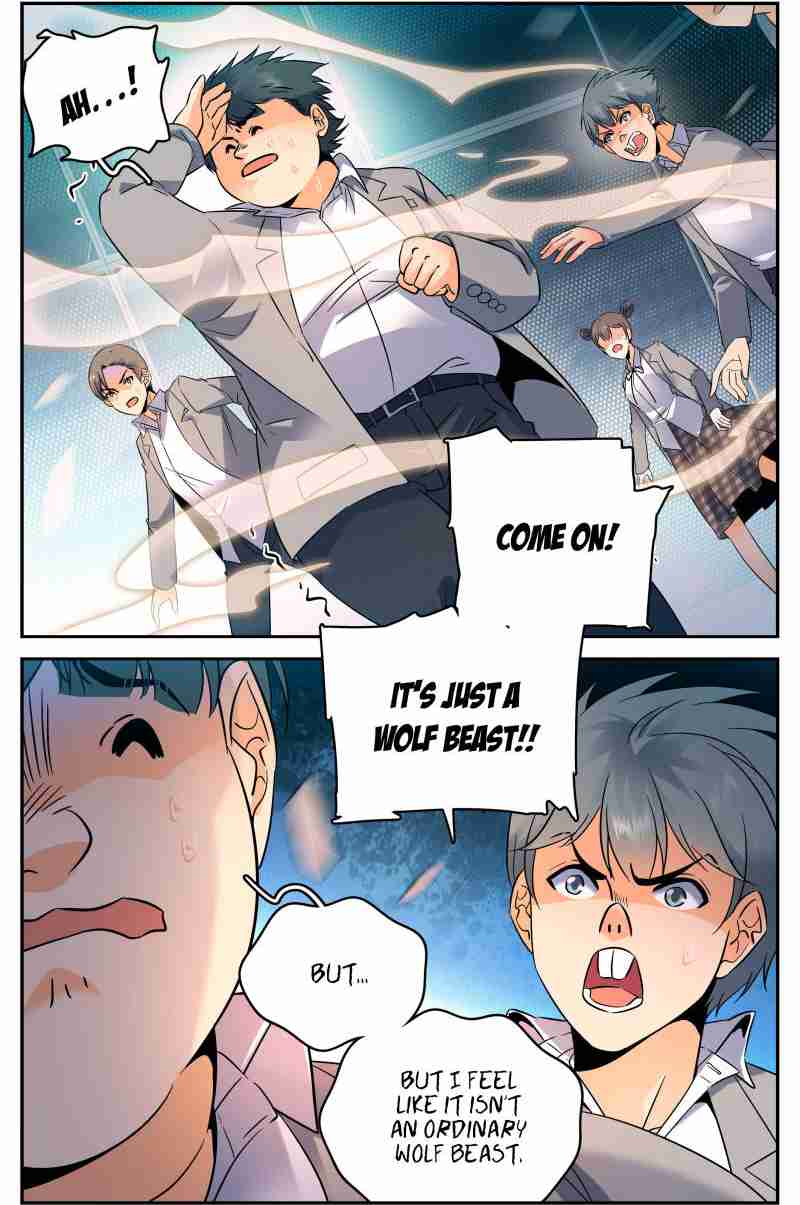 AH...!
COME ON!
IT'S JUST A
WOLF BEAST!!
BUT...
BUT I FEEL
LIKE IT ISN'T
AN ORDINARY
WOLF BEAST.